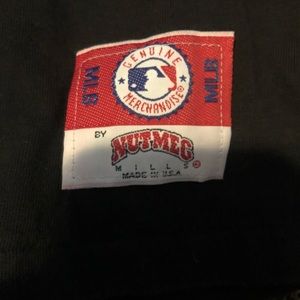 GENUINE
MLB MLB
MERCHANDISE®
BY
NUTMEG
MILLS®
MADE IN U.S.A.